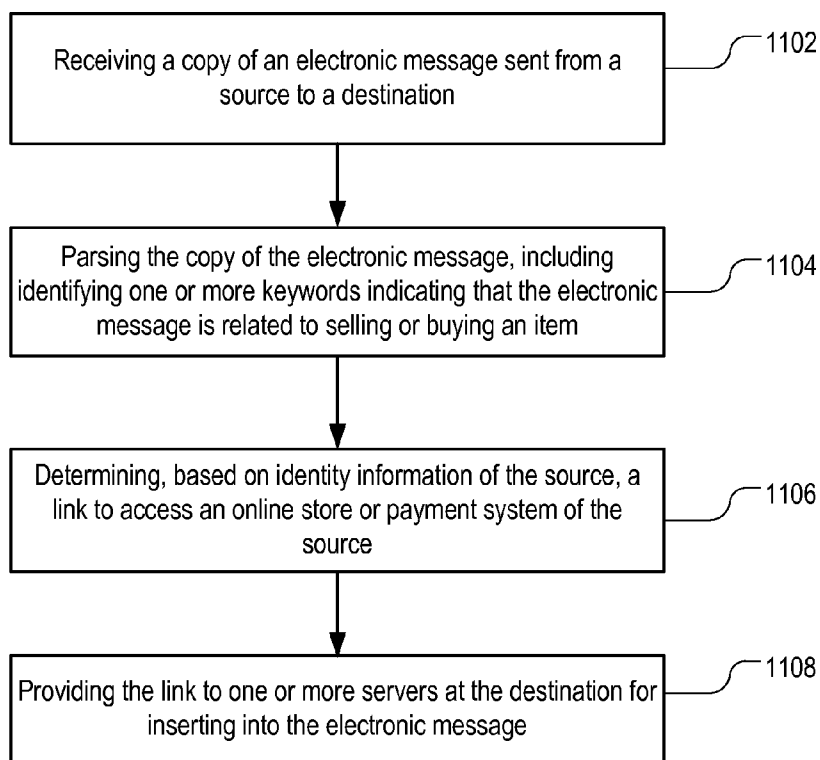 Receiving a copy of an electronic message sent from a
source to a destination
1102
Parsing the copy of the electronic message, including
identifying one or more keywords indicating that the electronic
message is related to selling or buying an item
1104
Determining, based on identity information of the source, a
link to access an online store or payment system of the
source
1106
Providing the link to one or more servers at the destination for
inserting into the electronic message
1108